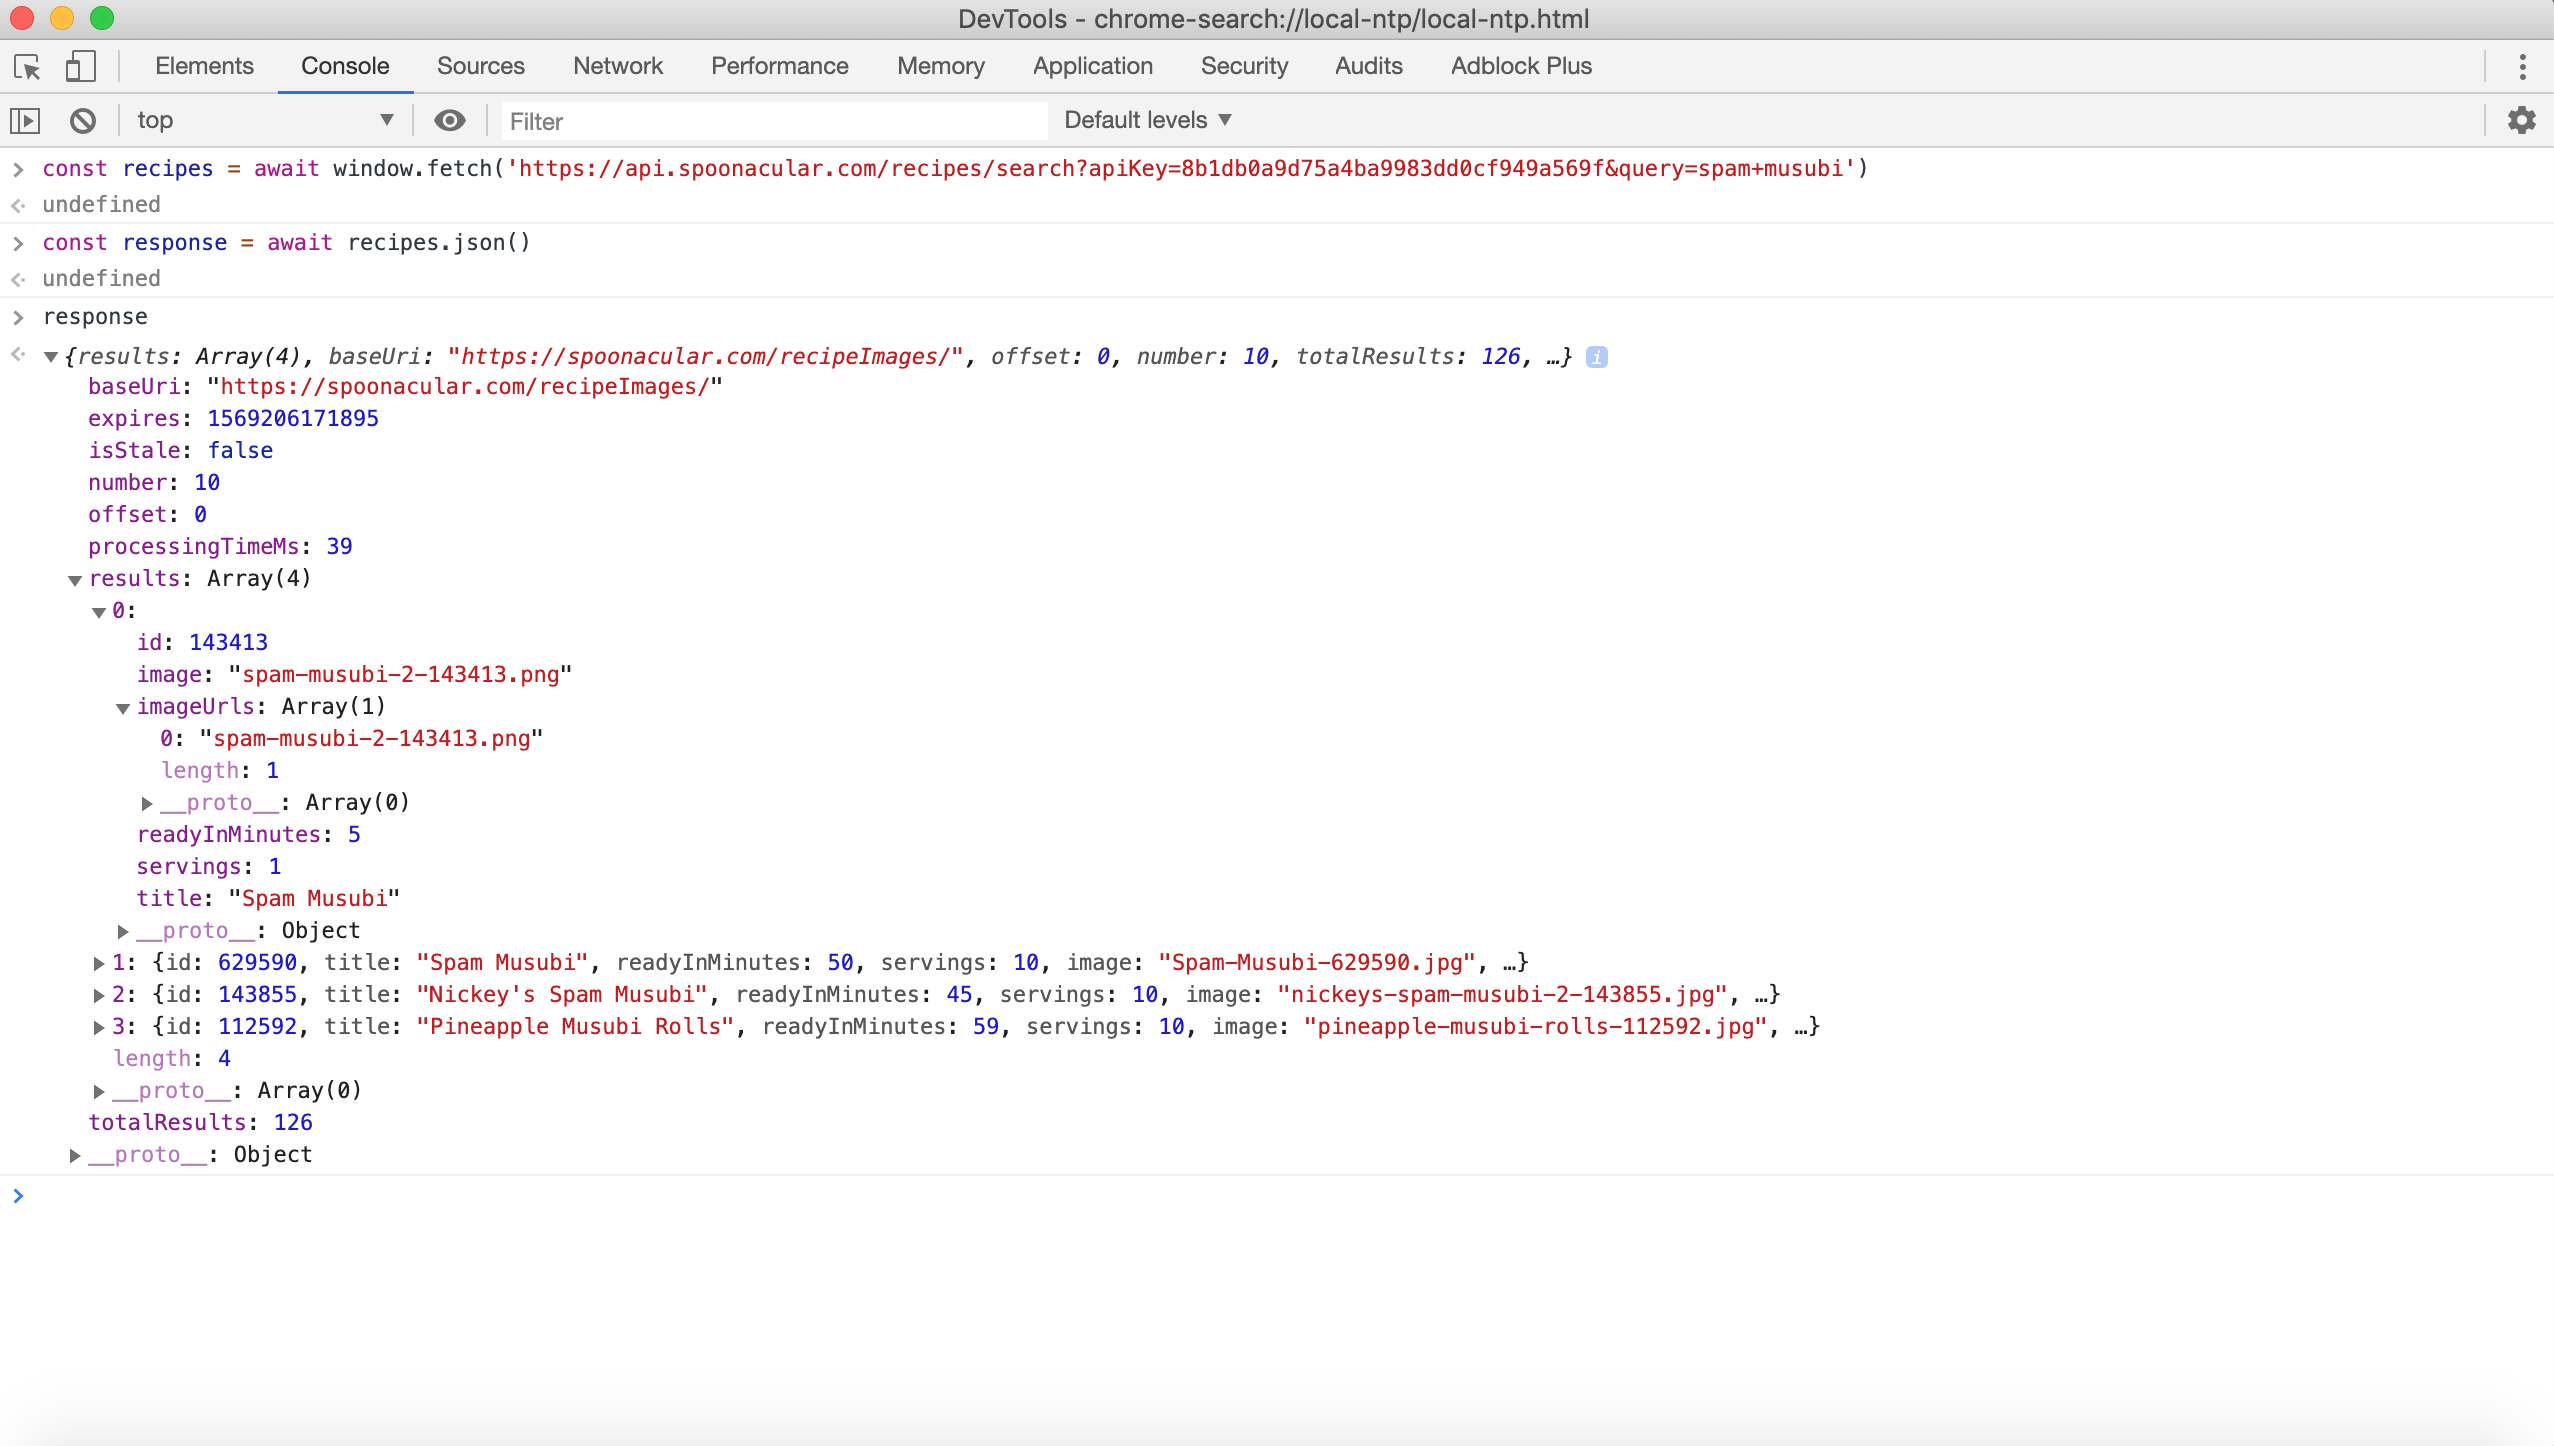 DevTools - chrome-search://local-ntp/local-ntp.html
Elements Console Sources Network Performance Memory Application Security Audits Adblock Plus
top Filter Default levels
const recipes = await window.fetch('https://api.spoonacular.com/recipes/search?apiKey=8b1db0a9d75a4ba9983dd0cf949a569f&query=spam+musubi')
undefined
const response = await recipes.json()
undefined
response
{results: Array(4), baseUri: "https://spoonacular.com/recipeImages/", offset: 0, number: 10, totalResults: 126, …} i
baseUri: "https://spoonacular.com/recipeImages/"
expires: 1569206171895
isStale: false
number: 10
offset: 0
processingTimeMs: 39
results: Array(4)
0:
id: 143413
image: "spam-musubi-2-143413.png"
imageUrls: Array(1)
0: "spam-musubi-2-143413.png"
length: 1
__proto__: Array(0)
readyInMinutes: 5
servings: 1
title: "Spam Musubi"
__proto__: Object
1: {id: 629590, title: "Spam Musubi", readyInMinutes: 50, servings: 10, image: "Spam-Musubi-629590.jpg", …}
2: {id: 143855, title: "Nickey's Spam Musubi", readyInMinutes: 45, servings: 10, image: "nickeys-spam-musubi-2-143855.jpg", …}
3: {id: 112592, title: "Pineapple Musubi Rolls", readyInMinutes: 59, servings: 10, image: "pineapple-musubi-rolls-112592.jpg", …}
length: 4
__proto__: Array(0)
totalResults: 126
__proto__: Object